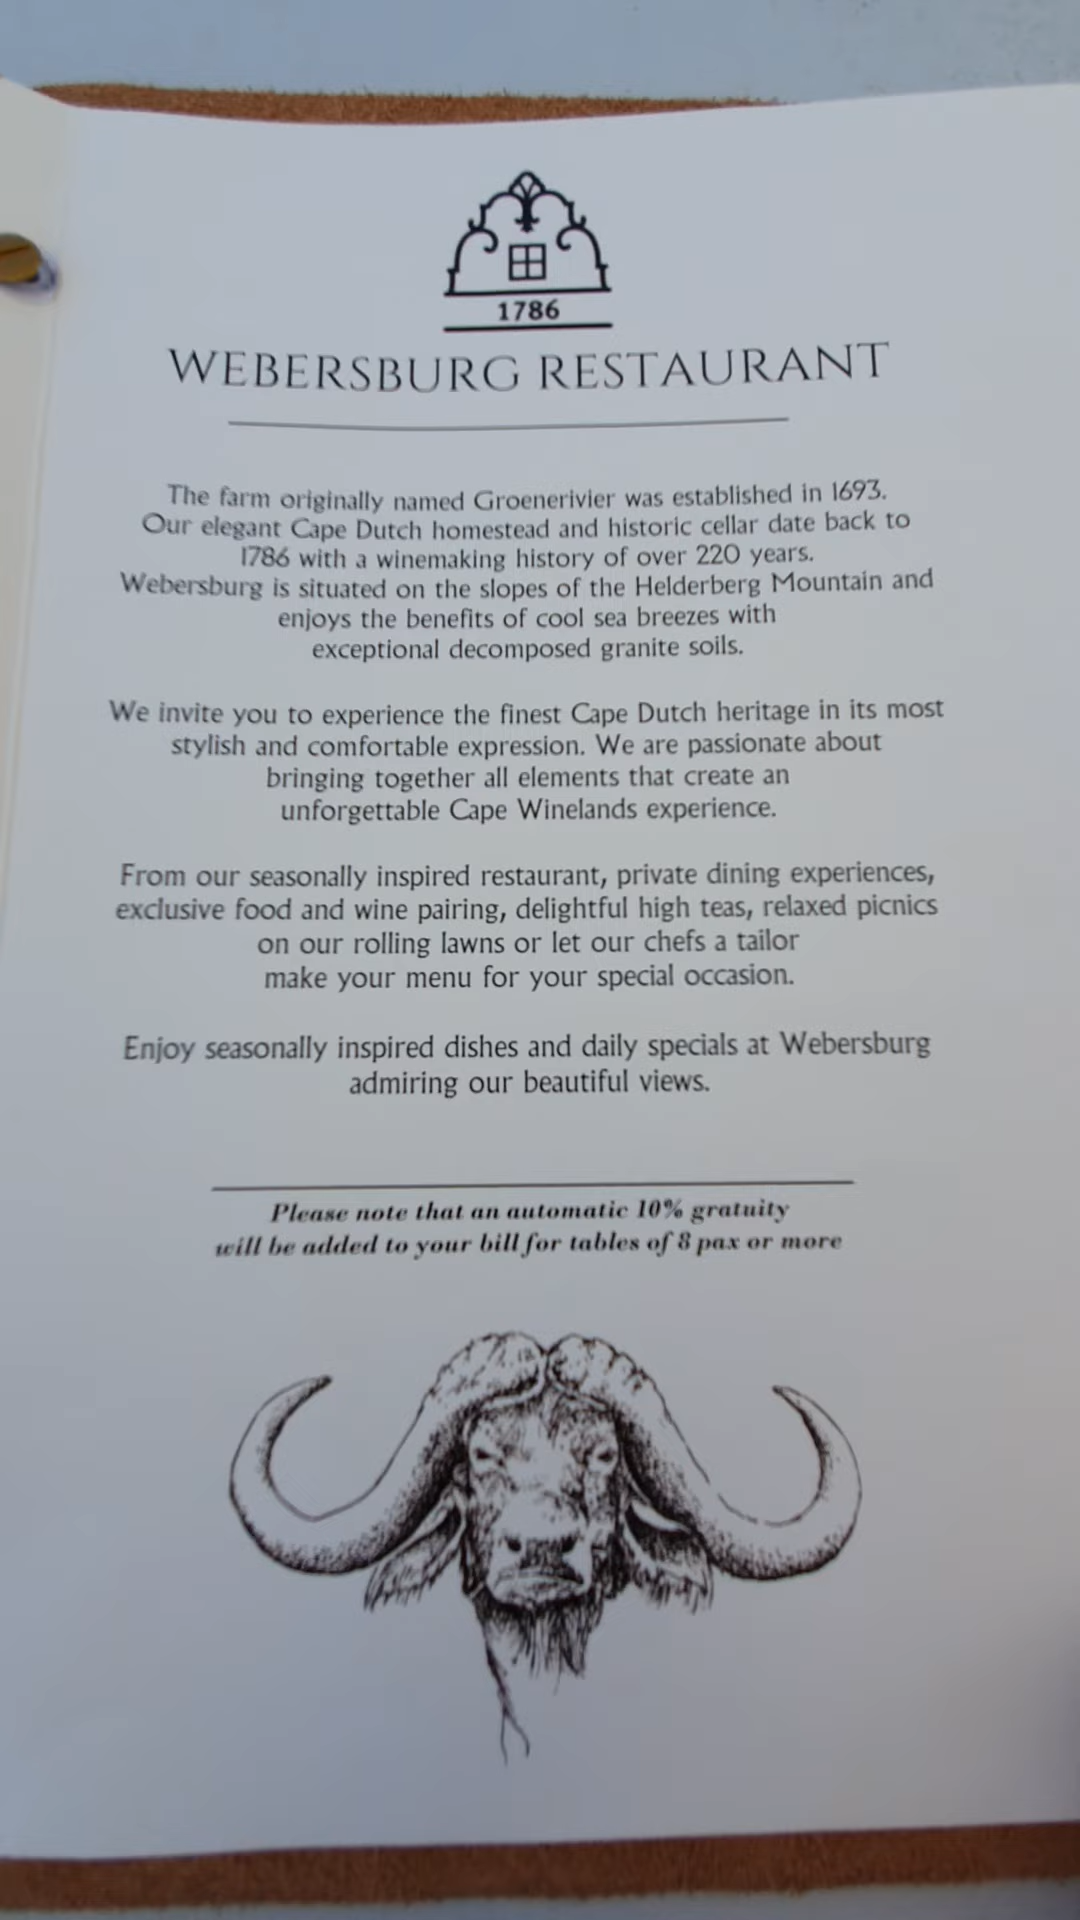 1786
WEBERSBURG RESTAURANT
The farm originally named Groenerivier was established in 1693.
Our elegant Cape Dutch homestead and historic cellar date back to
1786 with a winemaking history of over 220 years.
Webersburg is situated on the slopes of the Helderberg Mountain and
enjoys the benefits of cool sea breezes with
exceptional decomposed granite soils.
We invite you to experience the finest Cape Dutch heritage in its most
stylish and comfortable expression. We are passionate about
bringing together all elements that create an
unforgettable Cape Winelands experience.
From our seasonally inspired restaurant, private dining experiences,
exclusive food and wine pairing, delightful high teas, relaxed picnics
on our rolling lawns or let our chefs a tailor
make your menu for your special occasion.
Enjoy seasonally inspired dishes and daily specials at Webersburg
admiring our beautiful views.
Please note that an automatic 10% gratuity
will be added to your bill for tables of 8 pax or more